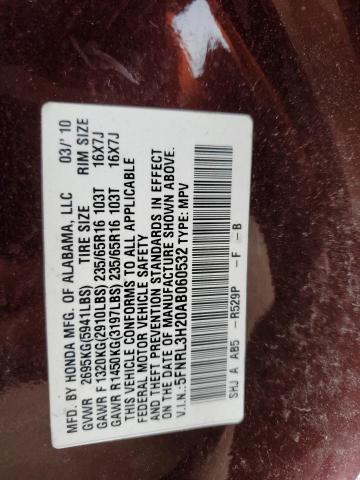 MFD. BY HONDA MFG. OF ALABAMA, LLC 03/'10
GVWR 2695KG(5941LBS) TIRE SIZE RIM SIZE
GAWR F 1320KG(2910LBS) 235/65R16 103T 16X7J
GAWR R1450KG(3197LBS) 235/65R16 103T 16X7J
THIS VEHICLE CONFORMS TO ALL APPLICABLE
FEDERAL MOTOR VEHICLE SAFETY
AND THEFT PREVENTION STANDARDS IN EFFECT
ON THE DATE OF MANUFACTURE SHOWN ABOVE.
V.I.N.: 5FNRL3H20AB060532 TYPE: MPV
SHJ A AB5 -R529P -F -B